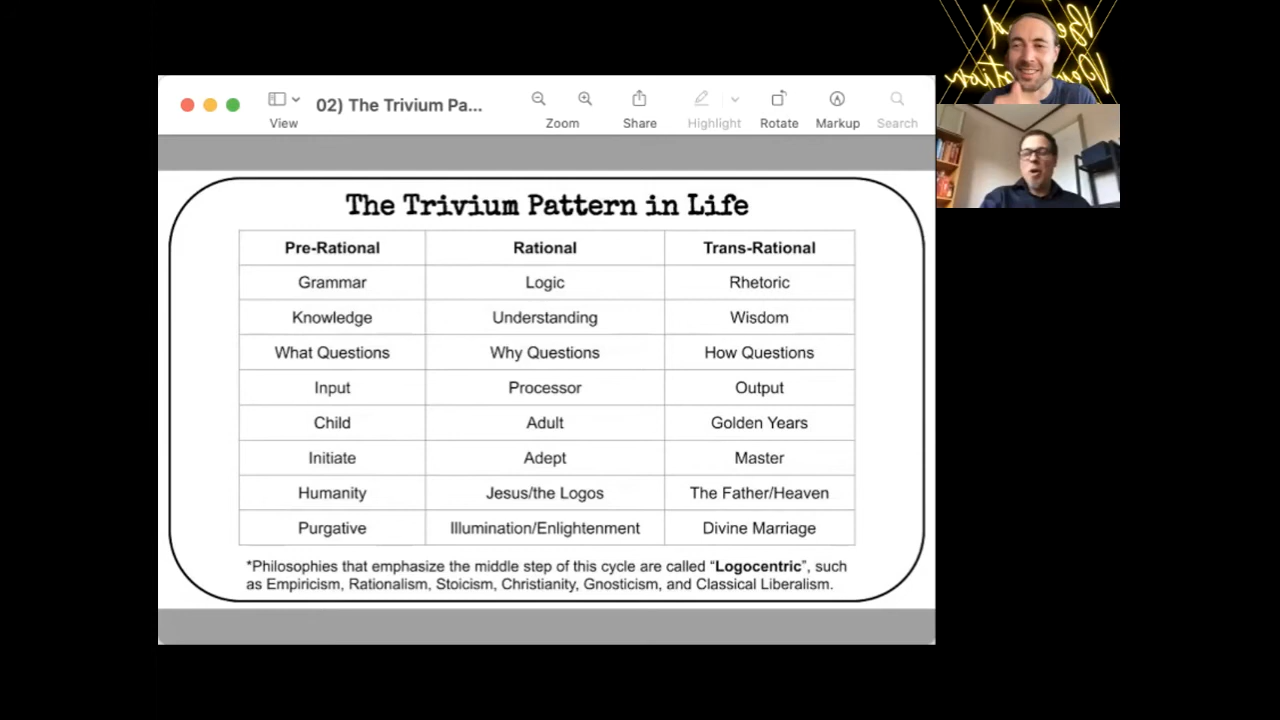 02) The Trivium Pa...
View
Zoom
Share
Highlight
Rotate
Markup
Search
The Trivium Pattern in Life
Pre-Rational Rational Trans-Rational
Grammar Logic Rhetoric
Knowledge Understanding Wisdom
What Questions Why Questions How Questions
Input Processor Output
Child Adult Golden Years
Initiate Adept Master
Humanity Jesus/the Logos The Father/Heaven
Purgative Illumination/Enlightenment Divine Marriage
*Philosophies that emphasize the middle step of this cycle are called “Logocentric”, such
as Empiricism, Rationalism, Stoicism, Christianity, Gnosticism, and Classical Liberalism.